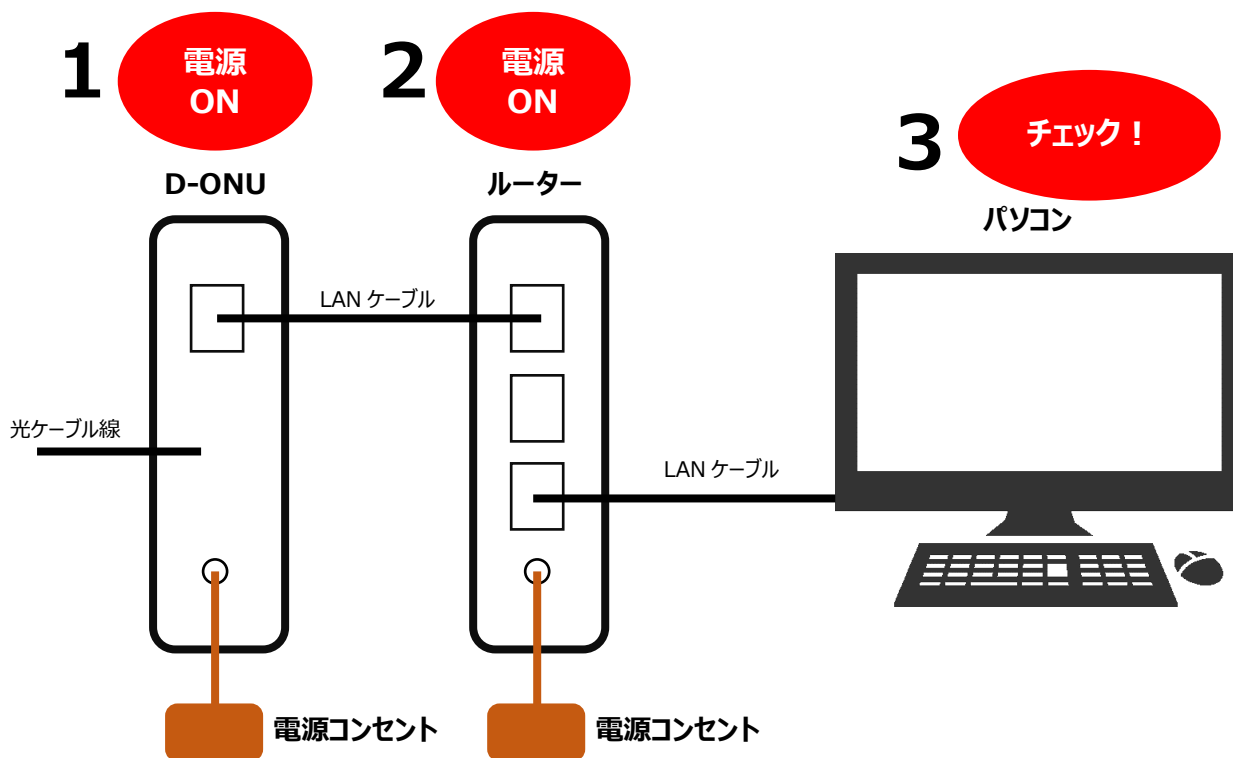 1
電源
ON
2
電源
ON
3
チェック！
D-ONU
ルーター
パソコン
LAN ケーブル
光ケーブル線
LAN ケーブル
電源コンセント
電源コンセント